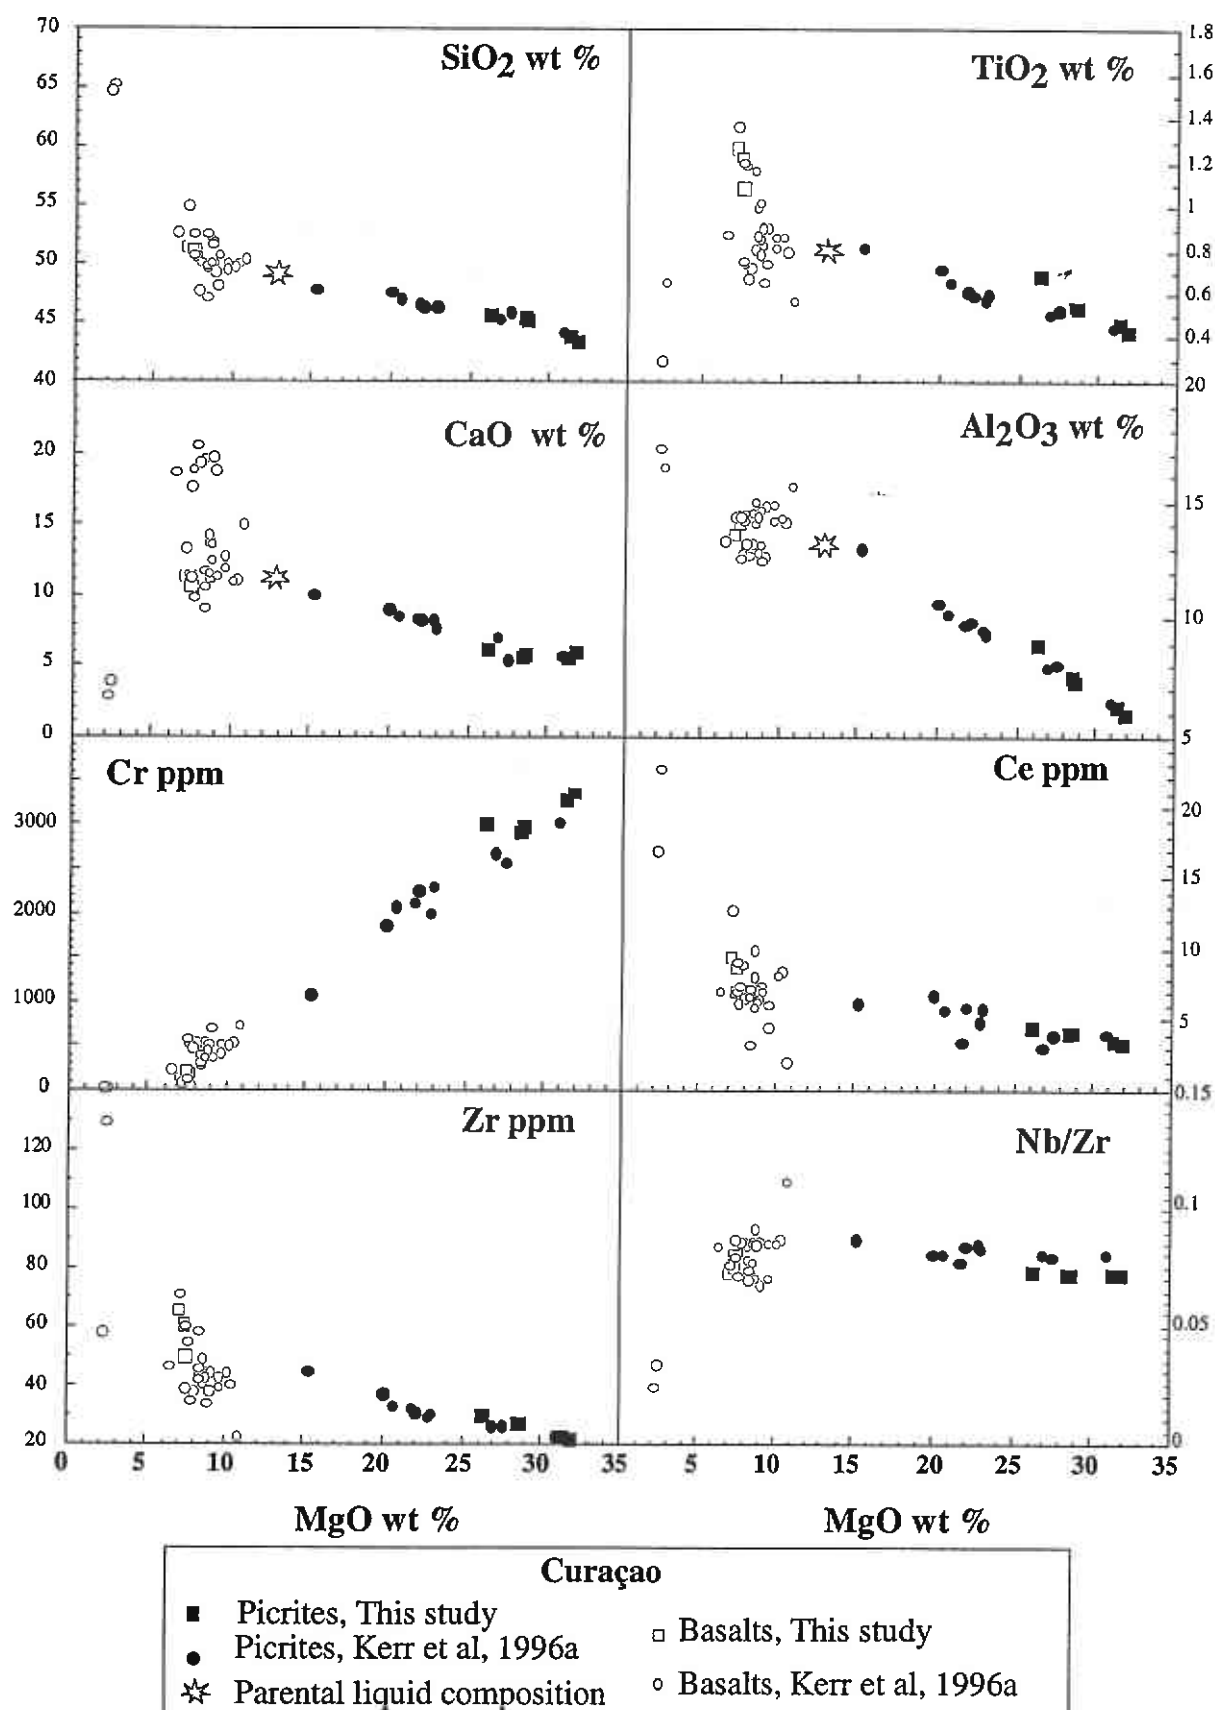 SiO2 wt %
70
65
60
55
50
45
40
TiO2 wt %
1.8
1.6
1.4
1.2
1
0.8
0.6
0.4
CaO wt %
20
15
10
5
0
Al2O3 wt %
20
15
10
5
Cr ppm
3000
2000
1000
0
Ce ppm
20
15
10
5
Zr ppm
120
100
80
60
40
20
Nb/Zr
0.15
0.1
0.05
0
0 5 10 15 20 25 30 35
5 10 15 20 25 30 35
MgO wt %
MgO wt %
Curaçao
Picrites, This study
Picrites, Kerr et al, 1996a
Parental liquid composition
Basalts, This study
Basalts, Kerr et al, 1996a